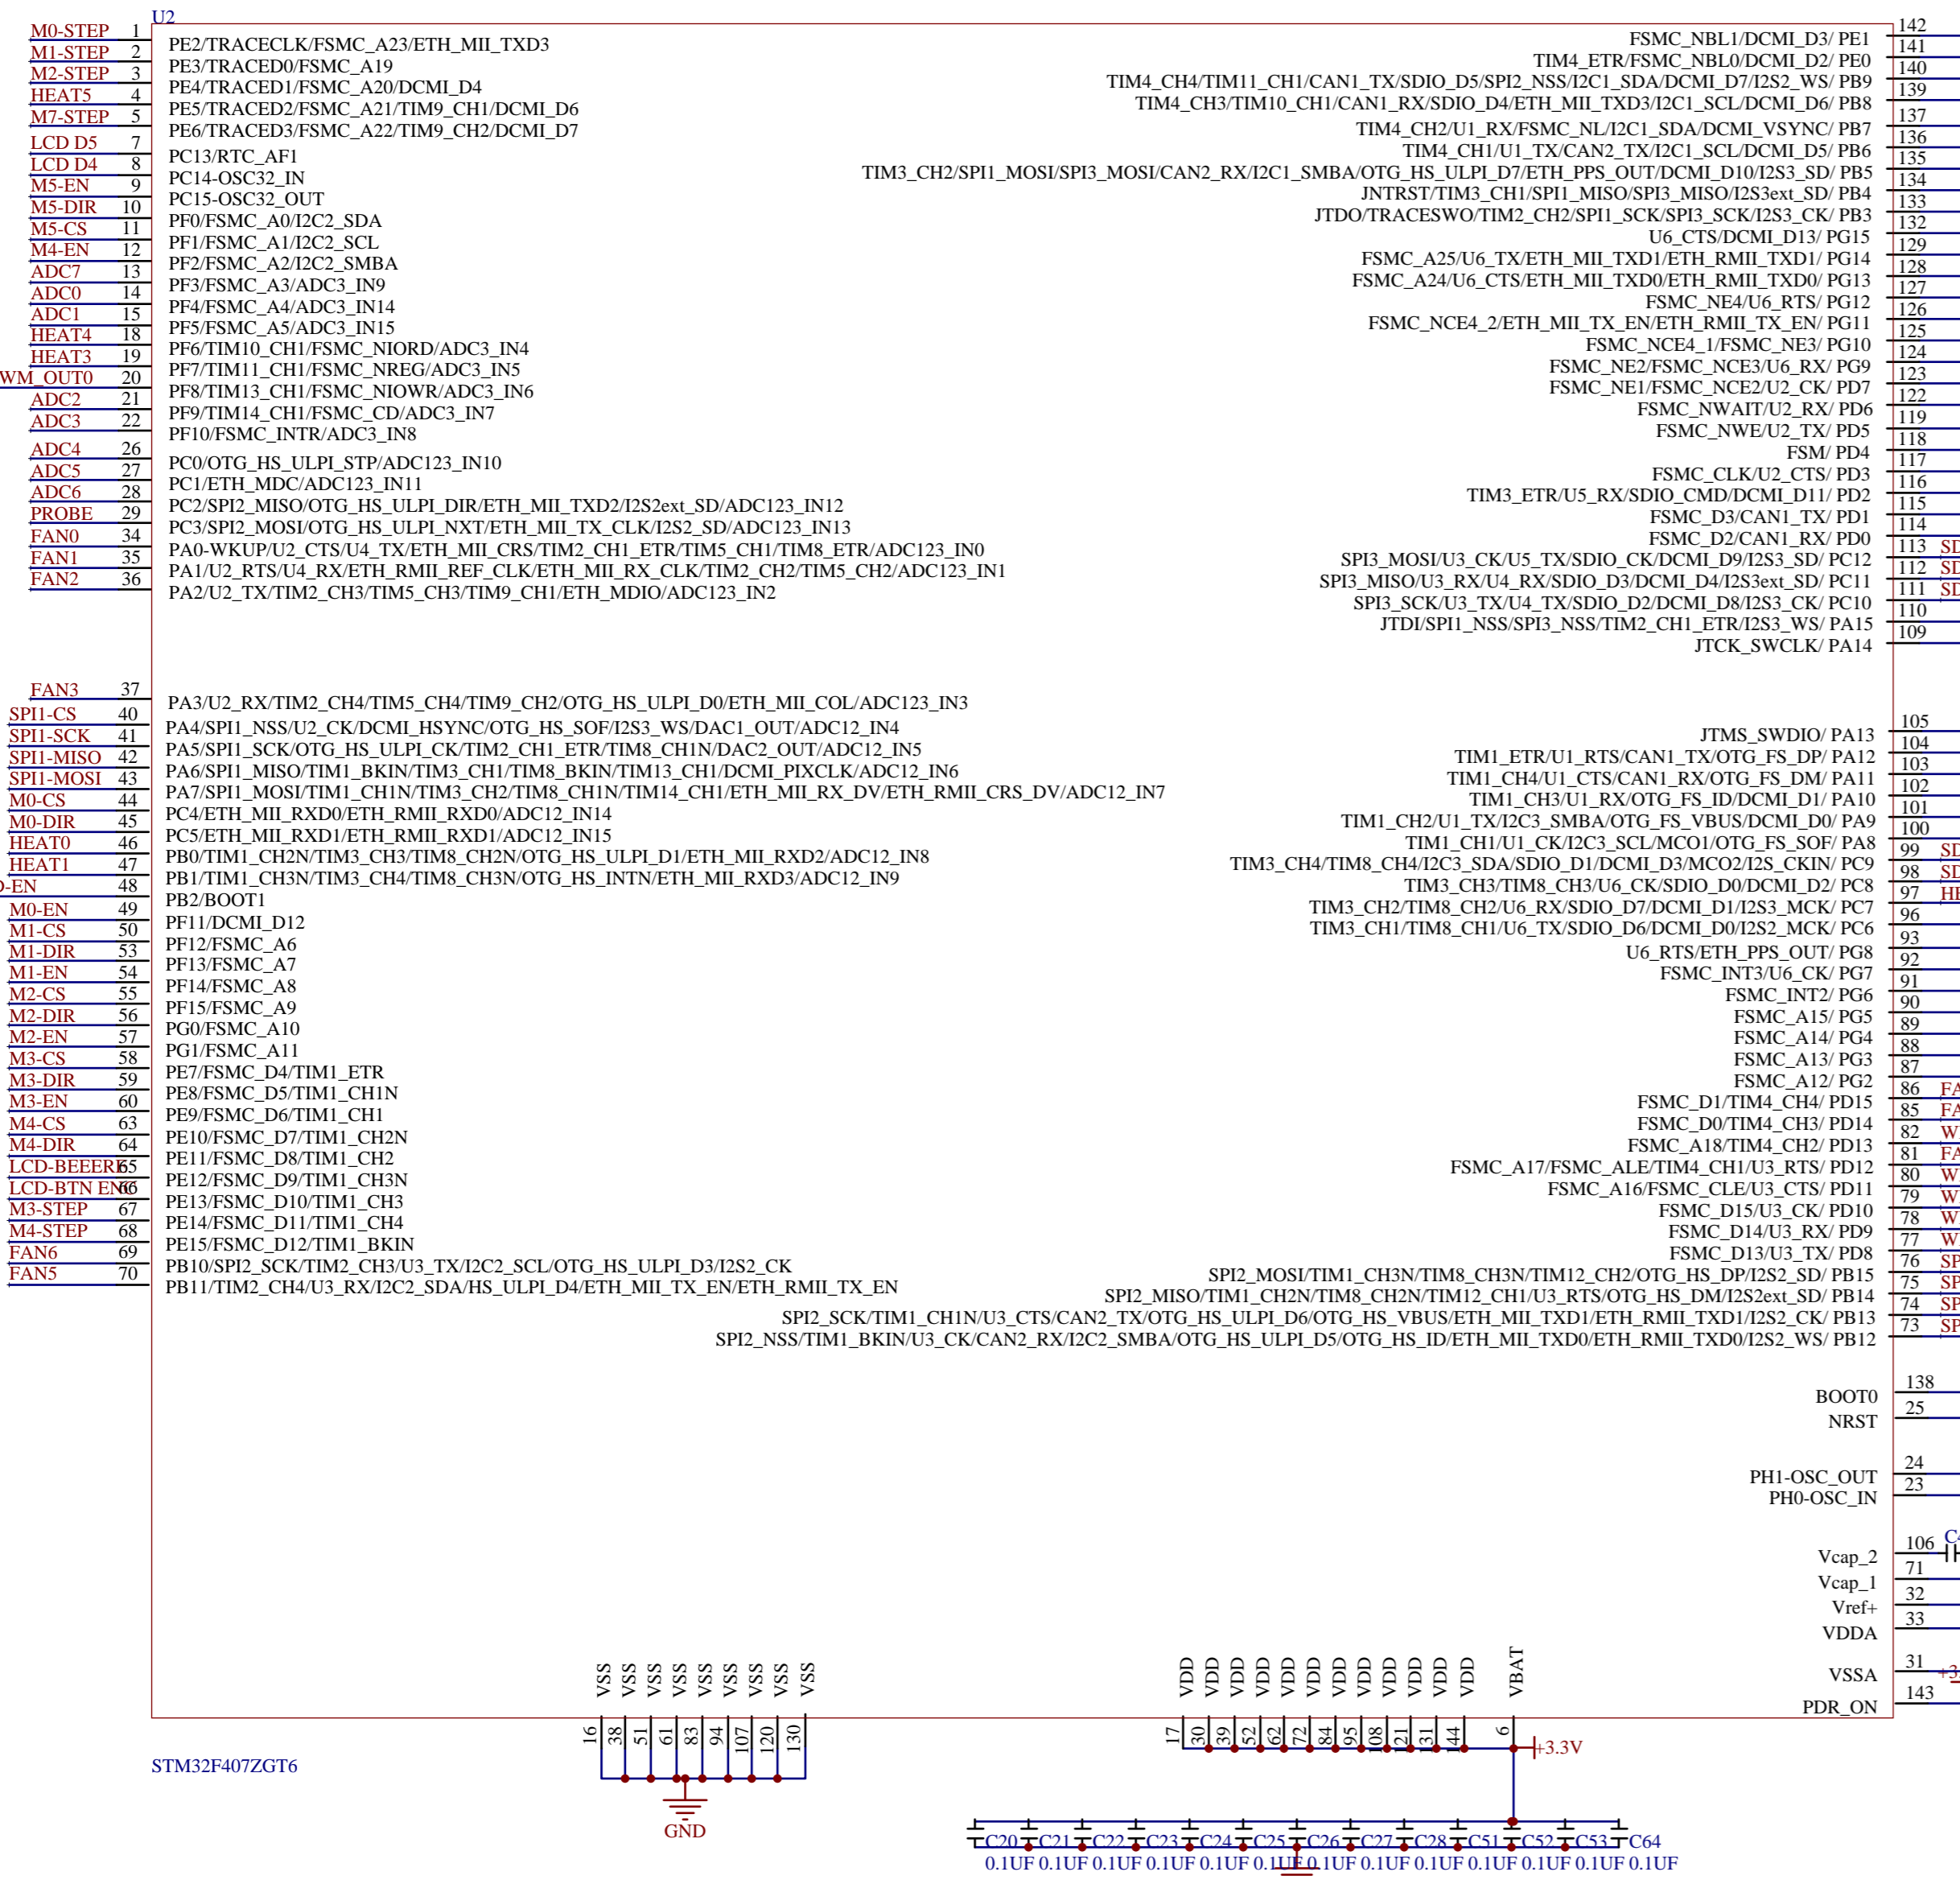 U2
M0-STEP 1 PE2/TRACECLK/FSMC_A23/ETH_MII_TXD3
M1-STEP 2 PE3/TRACED0/FSMC_A19
M2-STEP 3 PE4/TRACED1/FSMC_A20/DCMI_D4
HEAT5 4 PE5/TRACED2/FSMC_A21/TIM9_CH1/DCMI_D6
M7-STEP 5 PE6/TRACED3/FSMC_A22/TIM9_CH2/DCMI_D7
LCD D5 7 PC13/RTC_AF1
LCD D4 8 PC14-OSC32_IN
M5-EN 9 PC15-OSC32_OUT
M5-DIR 10 PF0/FSMC_A0/I2C2_SDA
M5-CS 11 PF1/FSMC_A1/I2C2_SCL
M4-EN 12 PF2/FSMC_A2/I2C2_SMBA
ADC7 13 PF3/FSMC_A3/ADC3_IN9
ADC0 14 PF4/FSMC_A4/ADC3_IN14
ADC1 15 PF5/FSMC_A5/ADC3_IN15
HEAT4 18 PF6/TIM10_CH1/FSMC_NIORD/ADC3_IN4
HEAT3 19 PF7/TIM11_CH1/FSMC_NREG/ADC3_IN5
WM_OUT0 20 PF8/TIM13_CH1/FSMC_NIOWR/ADC3_IN6
ADC2 21 PF9/TIM14_CH1/FSMC_CD/ADC3_IN7
ADC3 22 PF10/FSMC_INTR/ADC3_IN8
ADC4 26 PC0/OTG_HS_ULPI_STP/ADC123_IN10
ADC5 27 PC1/ETH_MDC/ADC123_IN11
ADC6 28 PC2/SPI2_MISO/OTG_HS_ULPI_DIR/ETH_MII_TXD2/I2S2ext_SD/ADC123_IN12
PROBE 29 PC3/SPI2_MOSI/OTG_HS_ULPI_NXT/ETH_MII_TX_CLK/I2S2_SD/ADC123_IN13
FAN0 34 PA0-WKUP/U2_CTS/U4_TX/ETH_MII_CRS/TIM2_CH1_ETR/TIM5_CH1/TIM8_ETR/ADC123_IN0
FAN1 35 PA1/U2_RTS/U4_RX/ETH_RMII_REF_CLK/ETH_MII_RX_CLK/TIM2_CH2/TIM5_CH2/ADC123_IN1
FAN2 36 PA2/U2_TX/TIM2_CH3/TIM5_CH3/TIM9_CH1/ETH_MDIO/ADC123_IN2
FAN3 37 PA3/U2_RX/TIM2_CH4/TIM5_CH4/TIM9_CH2/OTG_HS_ULPI_D0/ETH_MII_COL/ADC123_IN3
SPI1-CS 40 PA4/SPI1_NSS/U2_CK/DCMI_HSYNC/OTG_HS_SOF/I2S3_WS/DAC1_OUT/ADC12_IN4
SPI1-SCK 41 PA5/SPI1_SCK/OTG_HS_ULPI_CK/TIM2_CH1_ETR/TIM8_CH1N/DAC2_OUT/ADC12_IN5
SPI1-MISO 42 PA6/SPI1_MISO/TIM1_BKIN/TIM3_CH1/TIM8_BKIN/TIM13_CH1/DCMI_PIXCLK/ADC12_IN6
SPI1-MOSI 43 PA7/SPI1_MOSI/TIM1_CH1N/TIM3_CH2/TIM8_CH1N/TIM14_CH1/ETH_MII_RX_DV/ETH_RMII_CRS_DV/ADC12_IN7
M0-CS 44 PC4/ETH_MII_RXD0/ETH_RMII_RXD0/ADC12_IN14
M0-DIR 45 PC5/ETH_MII_RXD1/ETH_RMII_RXD1/ADC12_IN15
HEAT0 46 PB0/TIM1_CH2N/TIM3_CH3/TIM8_CH2N/OTG_HS_ULPI_D1/ETH_MII_RXD2/ADC12_IN8
HEAT1 47 PB1/TIM1_CH3N/TIM3_CH4/TIM8_CH3N/OTG_HS_INTN/ETH_MII_RXD3/ADC12_IN9
-EN 48 PB2/BOOT1
M0-EN 49 PF11/DCMI_D12
M1-CS 50 PF12/FSMC_A6
M1-DIR 53 PF13/FSMC_A7
M1-EN 54 PF14/FSMC_A8
M2-CS 55 PF15/FSMC_A9
M2-DIR 56 PG0/FSMC_A10
M2-EN 57 PG1/FSMC_A11
M3-CS 58 PE7/FSMC_D4/TIM1_ETR
M3-DIR 59 PE8/FSMC_D5/TIM1_CH1N
M3-EN 60 PE9/FSMC_D6/TIM1_CH1
M4-CS 63 PE10/FSMC_D7/TIM1_CH2N
M4-DIR 64 PE11/FSMC_D8/TIM1_CH2
65 PE12/FSMC_D9/TIM1_CH3N
LCD-BTN 66 PE13/FSMC_D10/TIM1_CH3
M3-STEP 67 PE14/FSMC_D11/TIM1_CH4
M4-STEP 68 PE15/FSMC_D12/TIM1_BKIN
FAN6 69 PB10/SPI2_SCK/TIM2_CH3/U3_TX/I2C2_SCL/OTG_HS_ULPI_D3/I2S2_CK
FAN5 70 PB11/TIM2_CH4/U3_RX/I2C2_SDA/HS_ULPI_D4/ETH_MII_TX_EN/ETH_RMII_TX_EN
FSMC_NBL1/DCMI_D3/ PE1 142
TIM4_ETR/FSMC_NBL0/DCMI_D2/ PE0 141
TIM4_CH4/TIM11_CH1/CAN1_TX/SDIO_D5/SPI2_NSS/I2C1_SDA/DCMI_D7/I2S2_WS/ PB9 140
TIM4_CH3/TIM10_CH1/CAN1_RX/SDIO_D4/ETH_MII_TXD3/I2C1_SCL/DCMI_D6/ PB8 139
TIM4_CH2/U1_RX/FSMC_NL/I2C1_SDA/DCMI_VSYNC/ PB7 137
TIM4_CH1/U1_TX/CAN2_TX/I2C1_SCL/DCMI_D5/ PB6 136
TIM3_CH2/SPI1_MOSI/SPI3_MOSI/CAN2_RX/I2C1_SMBA/OTG_HS_ULPI_D7/ETH_PPS_OUT/DCMI_D10/I2S3_SD/ PB5 135
JNTRST/TIM3_CH1/SPI1_MISO/SPI3_MISO/I2S3ext_SD/ PB4 134
JTDO/TRACESWO/TIM2_CH2/SPI1_SCK/SPI3_SCK/I2S3_CK/ PB3 133
U6_CTS/DCMI_D13/ PG15 132
FSMC_A25/U6_TX/ETH_MII_TXD1/ETH_RMII_TXD1/ PG14 129
FSMC_A24/U6_CTS/ETH_MII_TXD0/ETH_RMII_TXD0/ PG13 128
FSMC_NE4/U6_RTS/ PG12 127
FSMC_NCE4_2/ETH_MII_TX_EN/ETH_RMII_TX_EN/ PG11 126
FSMC_NCE4_1/FSMC_NE3/ PG10 125
FSMC_NE2/FSMC_NCE3/U6_RX/ PG9 124
FSMC_NE1/FSMC_NCE2/U2_CK/ PD7 123
FSMC_NWAIT/U2_RX/ PD6 122
FSMC_NWE/U2_TX/ PD5 119
FSM/ PD4 118
FSMC_CLK/U2_CTS/ PD3 117
TIM3_ETR/U5_RX/SDIO_CMD/DCMI_D11/ PD2 116
FSMC_D3/CAN1_TX/ PD1 115
FSMC_D2/CAN1_RX/ PD0 114
SPI3_MOSI/U3_CK/U5_TX/SDIO_CK/DCMI_D9/I2S3_SD/ PC12 113
SPI3_MISO/U3_RX/U4_RX/SDIO_D3/DCMI_D4/I2S3ext_SD/ PC11 112
SPI3_SCK/U3_TX/U4_TX/SDIO_D2/DCMI_D8/I2S3_CK/ PC10 111
JTDI/SPI1_NSS/SPI3_NSS/TIM2_CH1_ETR/I2S3_WS/ PA15 110
JTCK_SWCLK/ PA14 109
JTMS_SWDIO/ PA13 105
TIM1_ETR/U1_RTS/CAN1_TX/OTG_FS_DP/ PA12 104
TIM1_CH4/U1_CTS/CAN1_RX/OTG_FS_DM/ PA11 103
TIM1_CH3/U1_RX/OTG_FS_ID/DCMI_D1/ PA10 102
TIM1_CH2/U1_TX/I2C3_SMBA/OTG_FS_VBUS/DCMI_D0/ PA9 101
TIM1_CH1/U1_CK/I2C3_SCL/MCO1/OTG_FS_SOF/ PA8 100
TIM3_CH4/TIM8_CH4/I2C3_SDA/SDIO_D1/DCMI_D3/MCO2/I2S_CKIN/ PC9 99
TIM3_CH3/TIM8_CH3/U6_CK/SDIO_D0/DCMI_D2/ PC8 98
TIM3_CH2/TIM8_CH2/U6_RX/SDIO_D7/DCMI_D1/I2S3_MCK/ PC7 97
TIM3_CH1/TIM8_CH1/U6_TX/SDIO_D6/DCMI_D0/I2S2_MCK/ PC6 96
U6_RTS/ETH_PPS_OUT/ PG8 93
FSMC_INT3/U6_CK/ PG7 92
FSMC_INT2/ PG6 91
FSMC_A15/ PG5 90
FSMC_A14/ PG4 89
FSMC_A13/ PG3 88
FSMC_A12/ PG2 87
FSMC_D1/TIM4_CH4/ PD15 86
FSMC_D0/TIM4_CH3/ PD14 85
FSMC_A18/TIM4_CH2/ PD13 82
FSMC_A17/FSMC_ALE/TIM4_CH1/U3_RTS/ PD12 81
FSMC_A16/FSMC_CLE/U3_CTS/ PD11 80
FSMC_D15/U3_CK/ PD10 79
FSMC_D14/U3_RX/ PD9 78
FSMC_D13/U3_TX/ PD8 77
SPI2_MOSI/TIM1_CH3N/TIM8_CH3N/TIM12_CH2/OTG_HS_DP/I2S2_SD/ PB15 76
SPI2_MISO/TIM1_CH2N/TIM8_CH2N/TIM12_CH1/U3_RTS/OTG_HS_DM/I2S2ext_SD/ PB14 75
SPI2_SCK/TIM1_CH1N/U3_CTS/CAN2_TX/OTG_HS_ULPI_D6/OTG_HS_VBUS/ETH_MII_TXD1/ETH_RMII_TXD1/I2S2_CK/ PB13 74
SPI2_NSS/TIM1_BKIN/U3_CK/CAN2_RX/I2C2_SMBA/OTG_HS_ULPI_D5/OTG_HS_ID/ETH_MII_TXD0/ETH_RMII_TXD0/I2S2_WS/ PB12 73
BOOT0 138
NRST 25
PH1-OSC_OUT 24
PH0-OSC_IN 23
Vcap_2 106
Vcap_1 71
Vref+ 32
VDDA 33
VSSA 31
PDR_ON 143
VSS VSS VSS VSS VSS VSS VSS VSS VSS
16 38 51 61 83 94 107 120 130
VDD VDD VDD VDD VDD VDD VDD VDD VDD VDD VDD VDD VBAT
17 30 39 52 62 72 84 95 108 121 131 144 6
+3.3V
STM32F407ZGT6
GND
C20 C21 C22 C23 C24 C25 C26 C27 C28 C51 C52 C53 C64
0.1UF 0.1UF 0.1UF 0.1UF 0.1UF 0.1UF 0.1UF 0.1UF 0.1UF 0.1UF 0.1UF 0.1UF 0.1UF